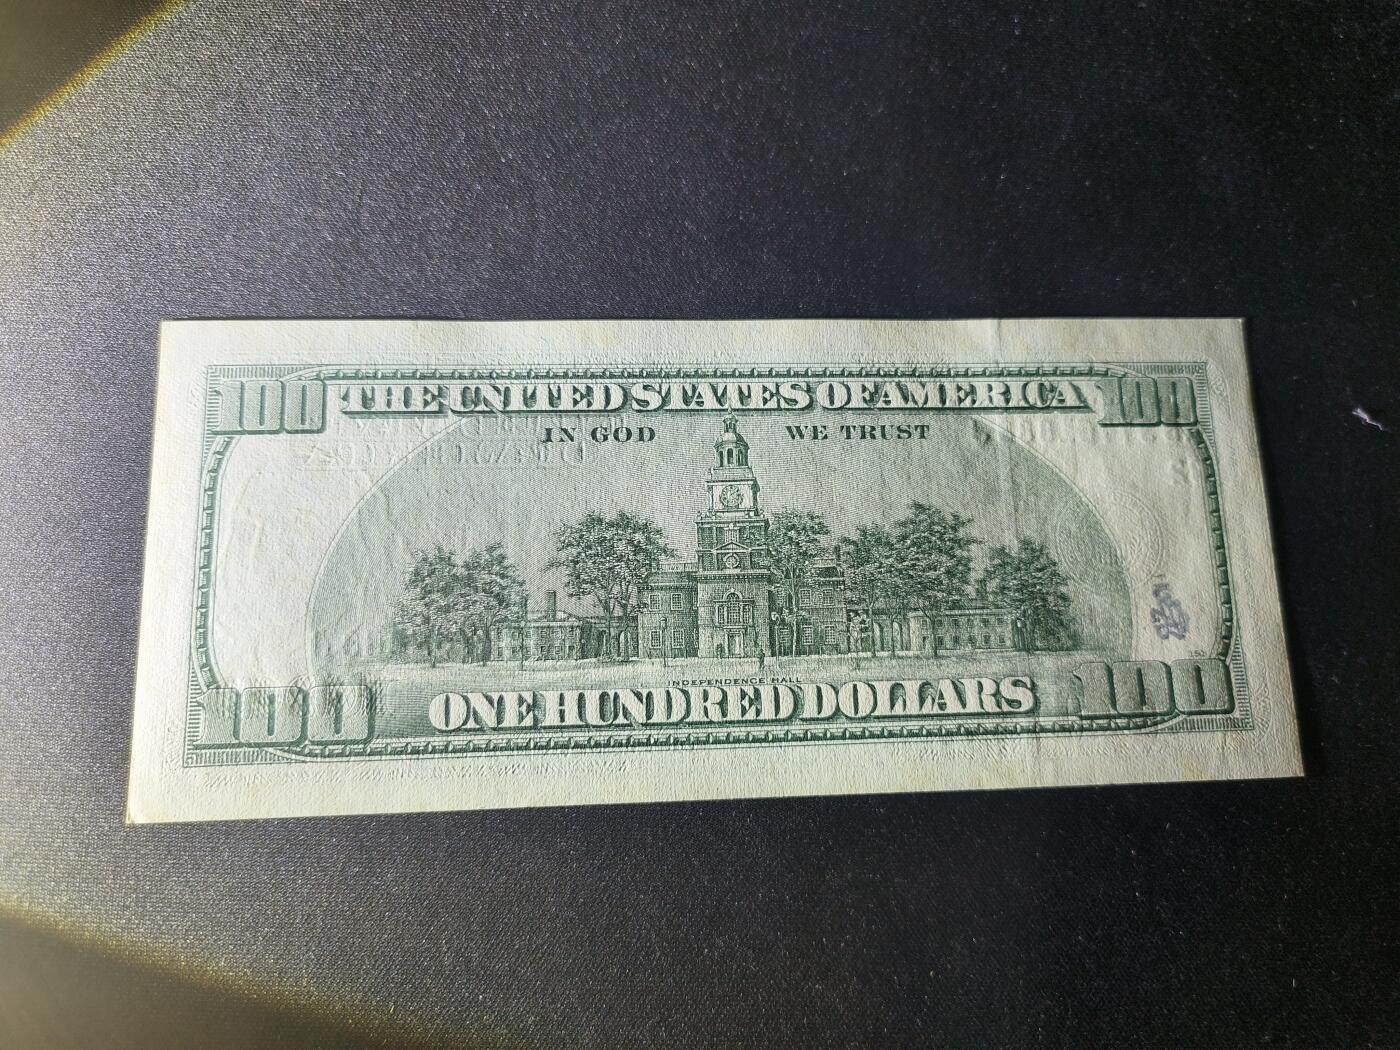 100 THE UNITED STATES OF AMERICA 100
IN GOD WE TRUST
INDEPENDENCE HALL
100 ONE HUNDRED DOLLARS 100